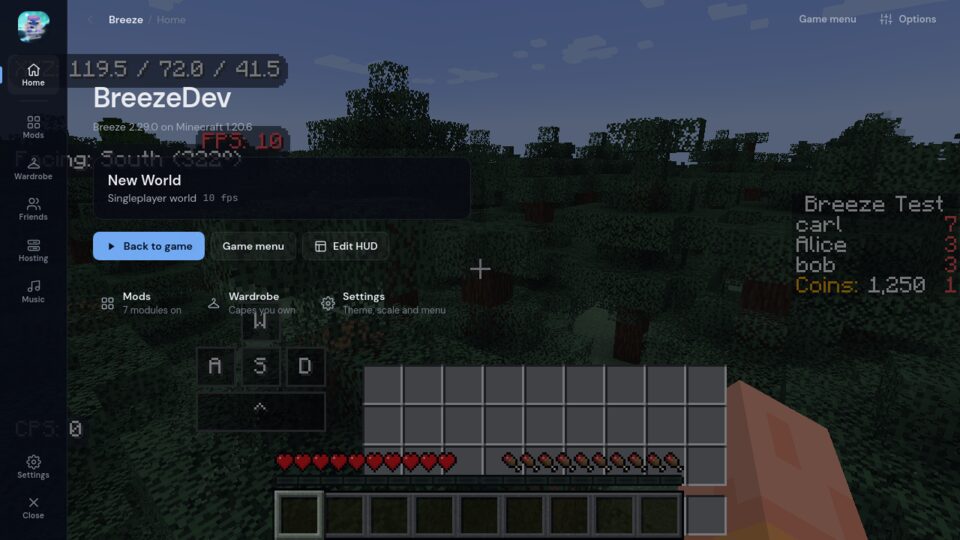 Breeze / Home
Game menu
Options
XYZ: 119.5 / 72.0 / 41.5
Home
BreezeDev
Breeze 2.29.0 on Minecraft 1.20.6
Mods
FPS: 10
Facing: South (322°)
Wardrobe
New World
Singleplayer world 10 fps
Friends
Breeze Test
carl 7
Alice 3
bob 3
Coins: 1,250 1
Hosting
Back to game
Game menu
Edit HUD
Music
Mods
7 modules on
Wardrobe
Capes you own
Settings
Theme, scale and menu
W
A
S
D
^
CPS: 0
Settings
Close